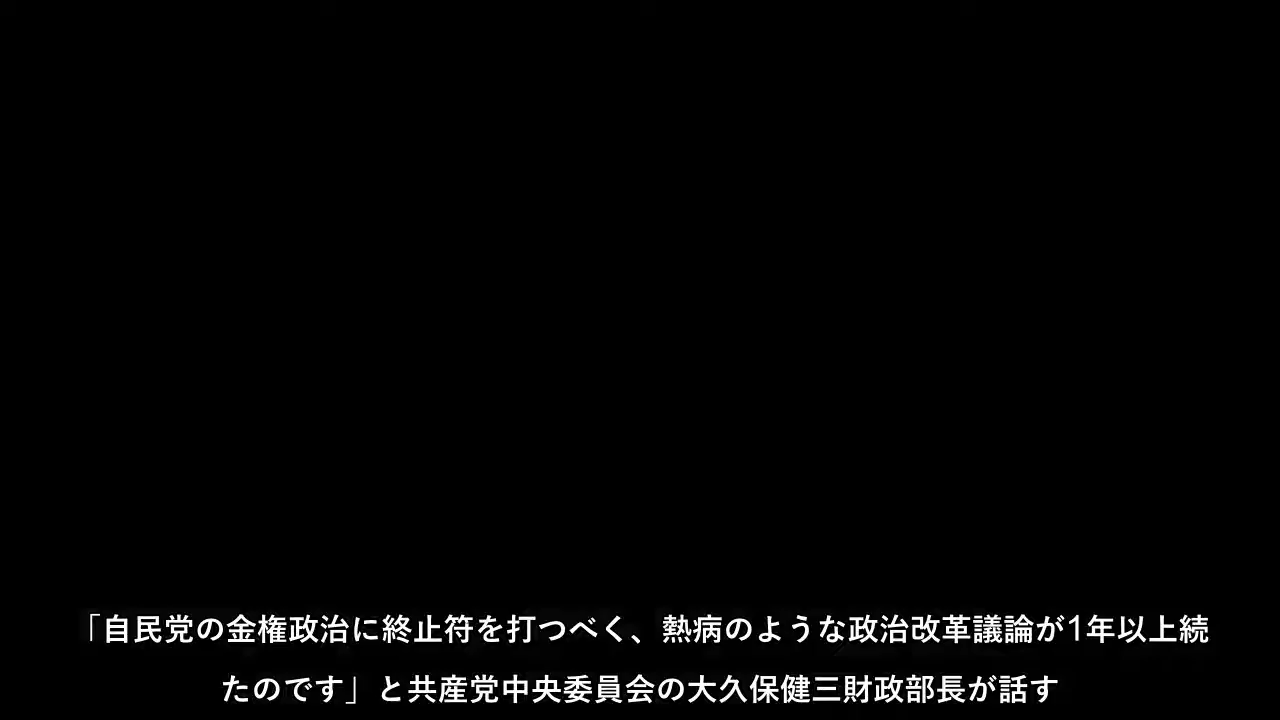 「自民党の金権政治に終止符を打つべく、熱病のような政治改革議論が1年以上続
たのです」と共産党中央委員会の大久保健三財政部長が話す